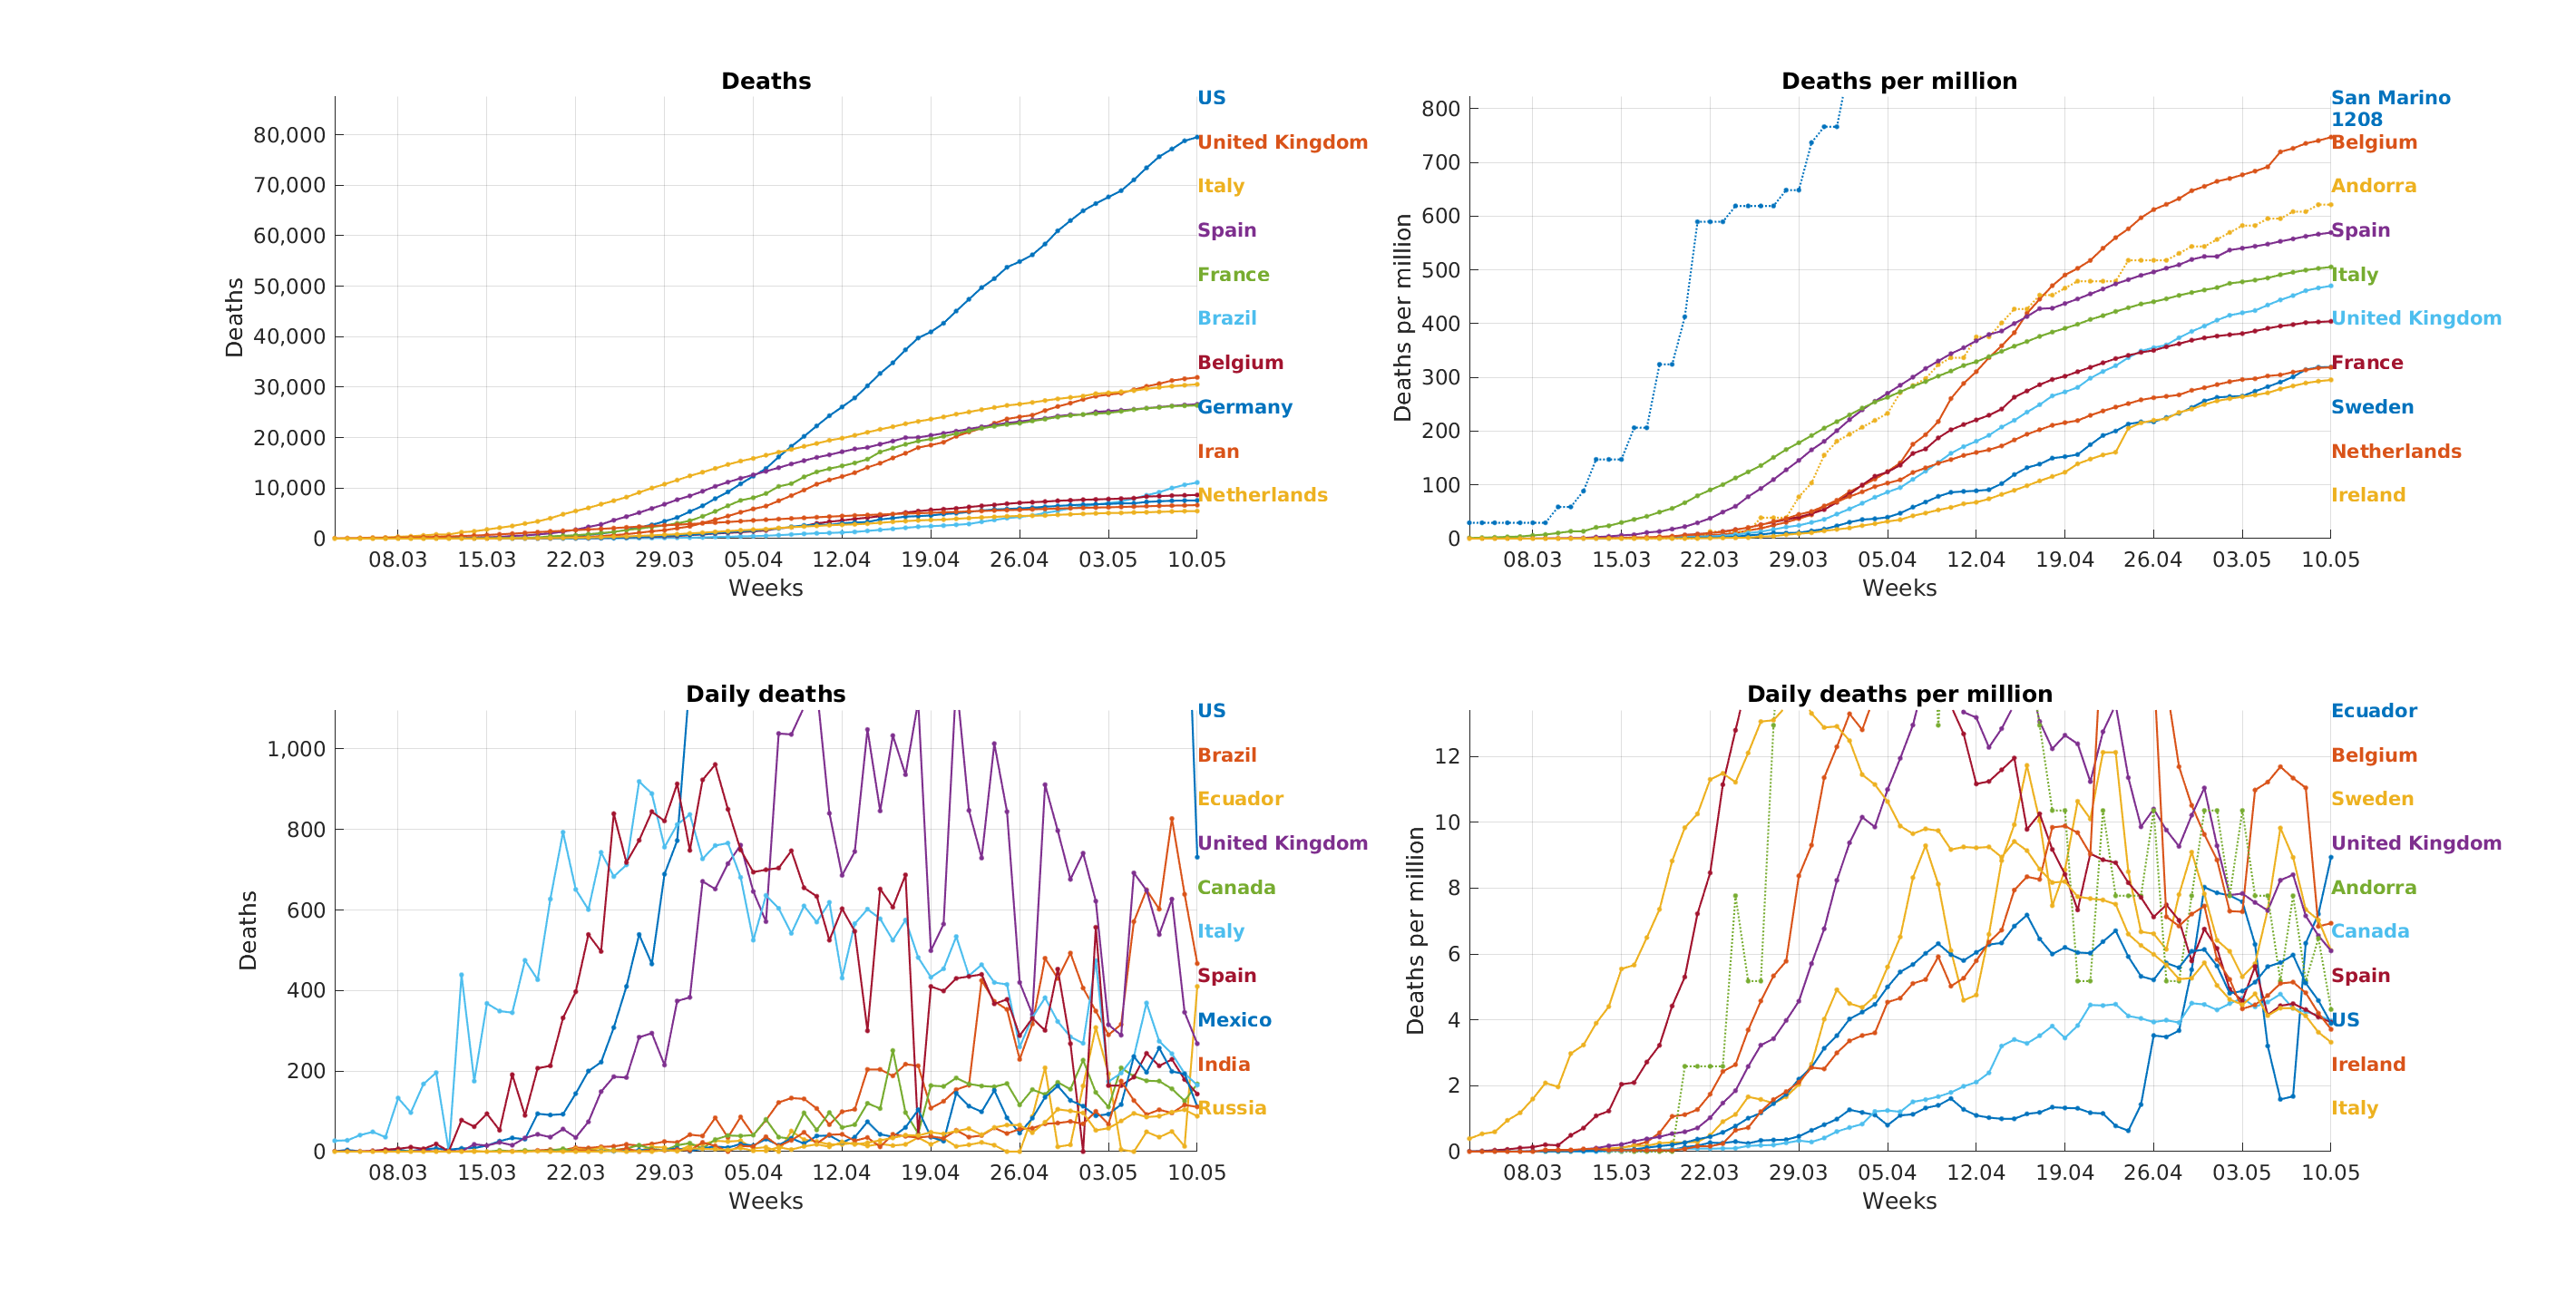 Deaths
80,000
70,000
60,000
50,000
40,000
30,000
20,000
10,000
0
Deaths
08.03 15.03 22.03 29.03 05.04 12.04 19.04 26.04 03.05 10.05
Weeks
US
United Kingdom
Italy
Spain
France
Brazil
Belgium
Germany
Iran
Netherlands
Deaths per million
800
700
600
500
400
300
200
100
0
Deaths per million
08.03 15.03 22.03 29.03 05.04 12.04 19.04 26.04 03.05 10.05
Weeks
San Marino
1208
Belgium
Andorra
Spain
Italy
United Kingdom
France
Sweden
Netherlands
Ireland
Daily deaths
1,000
800
600
400
200
0
Deaths
08.03 15.03 22.03 29.03 05.04 12.04 19.04 26.04 03.05 10.05
Weeks
US
Brazil
Ecuador
United Kingdom
Canada
Italy
Spain
Mexico
India
Russia
Daily deaths per million
12
10
8
6
4
2
0
Deaths per million
08.03 15.03 22.03 29.03 05.04 12.04 19.04 26.04 03.05 10.05
Weeks
Ecuador
Belgium
Sweden
United Kingdom
Andorra
Canada
Spain
US
Ireland
Italy